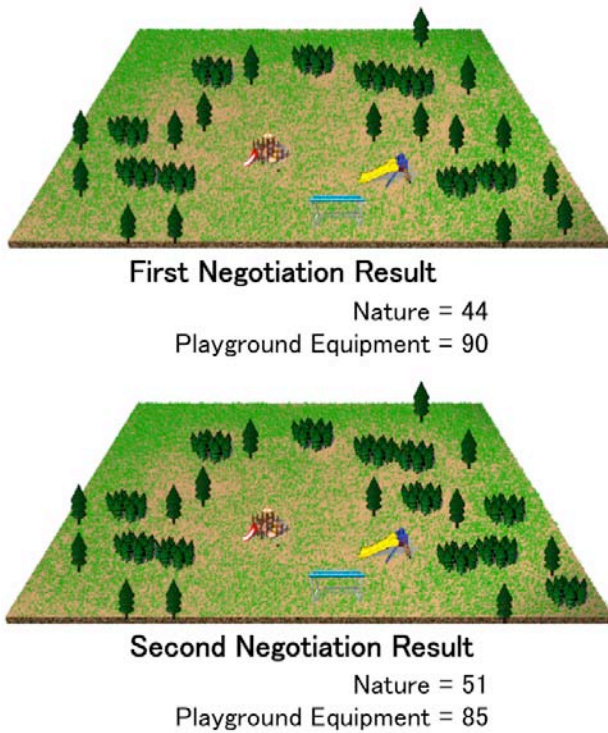 First Negotiation Result
Nature = 44
Playground Equipment = 90
Second Negotiation Result
Nature = 51
Playground Equipment = 85